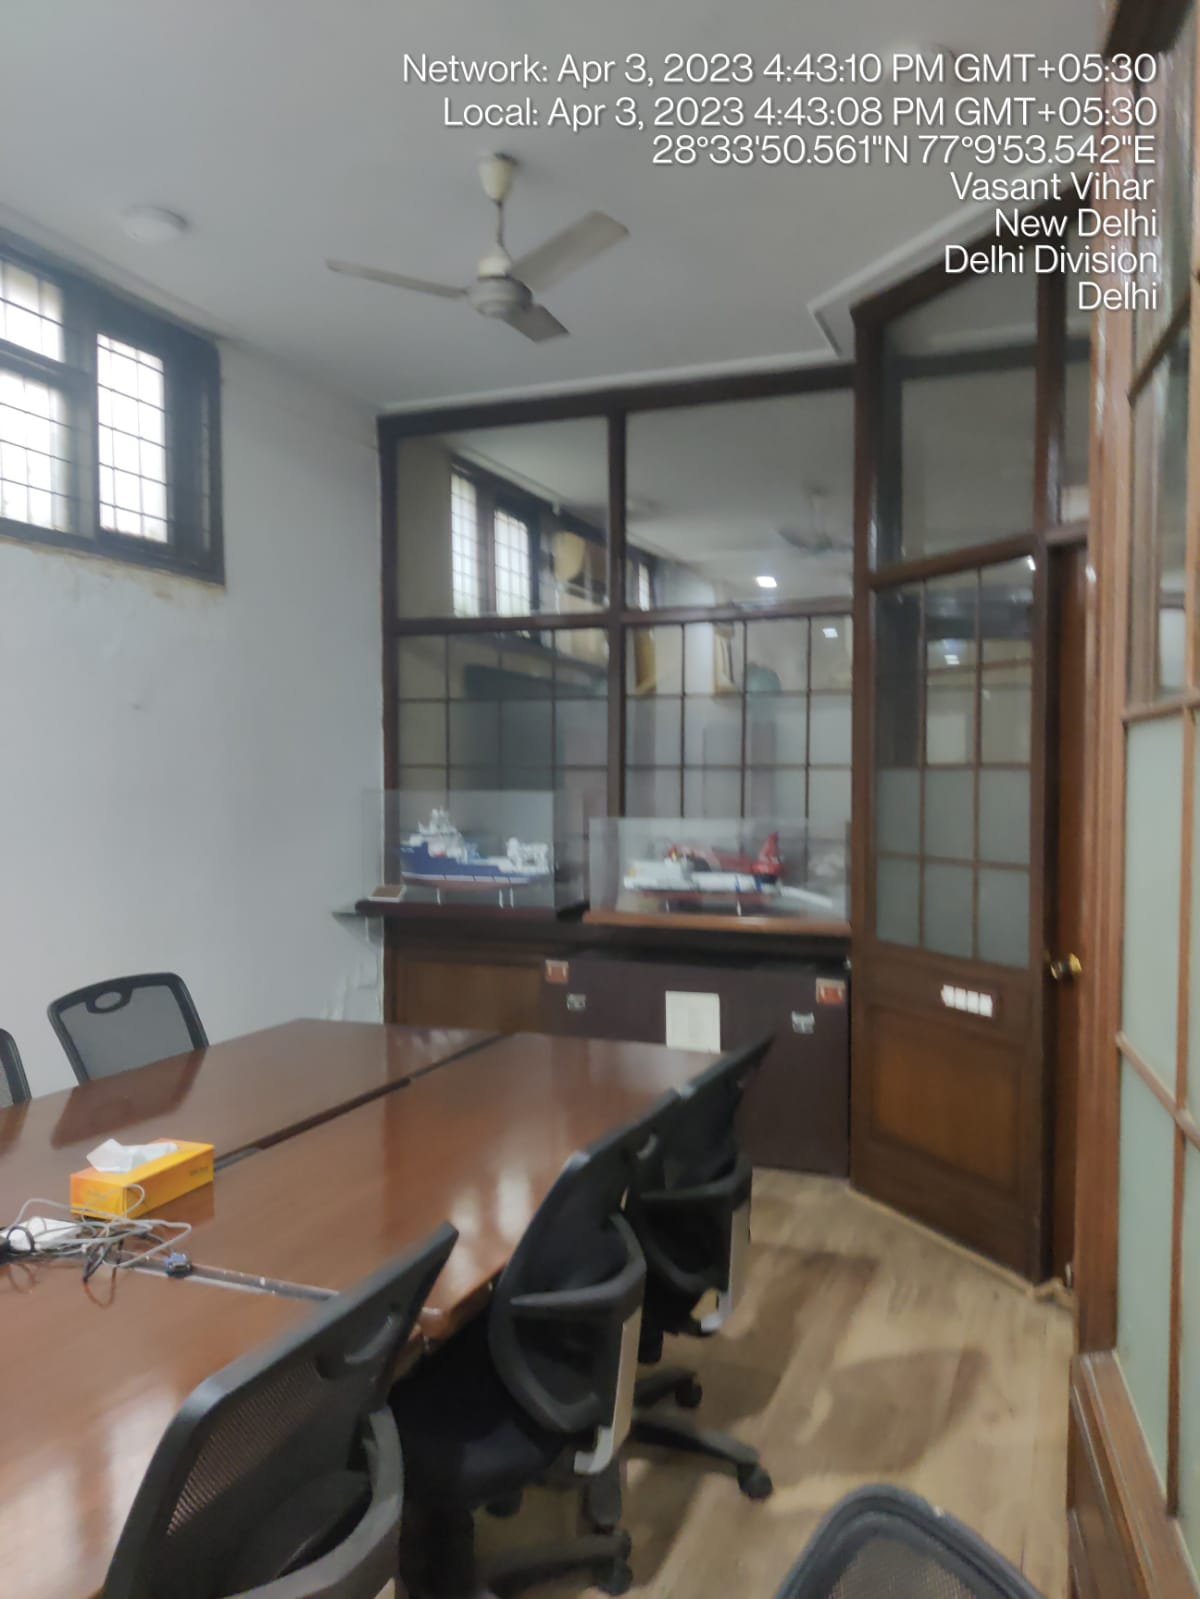 Network: Apr 3, 2023 4:43:10 PM GMT+05:30
Local: Apr 3, 2023 4:43:08 PM GMT+05:30
28°33'50.561"N 77°9'53.542"E
Vasant Vihar
New Delhi
Delhi Division
Delhi